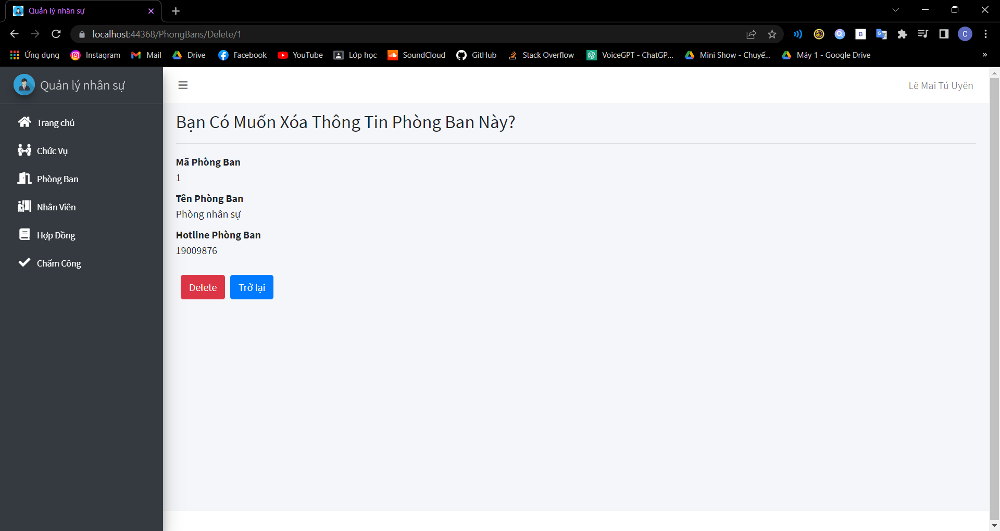 Quản lý nhân sự
localhost:44368/PhongBans/Delete/1
C
Ứng dụng Instagram Mail Drive Facebook YouTube Lớp học SoundCloud GitHub Stack Overflow VoiceGPT - ChatGP... Mini Show - Chuyế... Máy 1 - Google Drive »
Quản lý nhân sự
Lê Mai Tú Uyên
Trang chủ
Chức Vụ
Phòng Ban
Nhân Viên
Hợp Đồng
Chấm Công
Bạn Có Muốn Xóa Thông Tin Phòng Ban Này?
Mã Phòng Ban
1
Tên Phòng Ban
Phòng nhân sự
Hotline Phòng Ban
19009876
Delete Trở lại